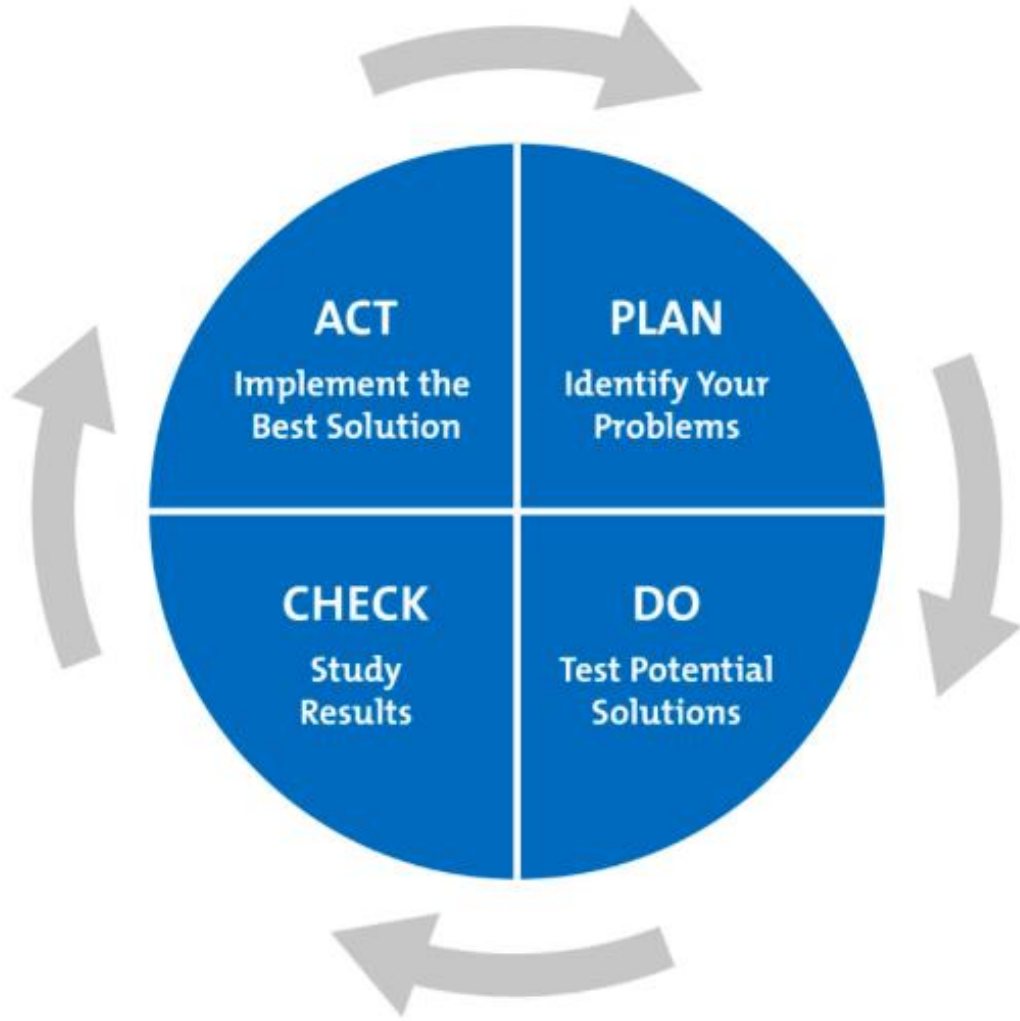 ACT
Implement the
Best Solution
PLAN
Identify Your
Problems
CHECK
Study
Results
DO
Test Potential
Solutions